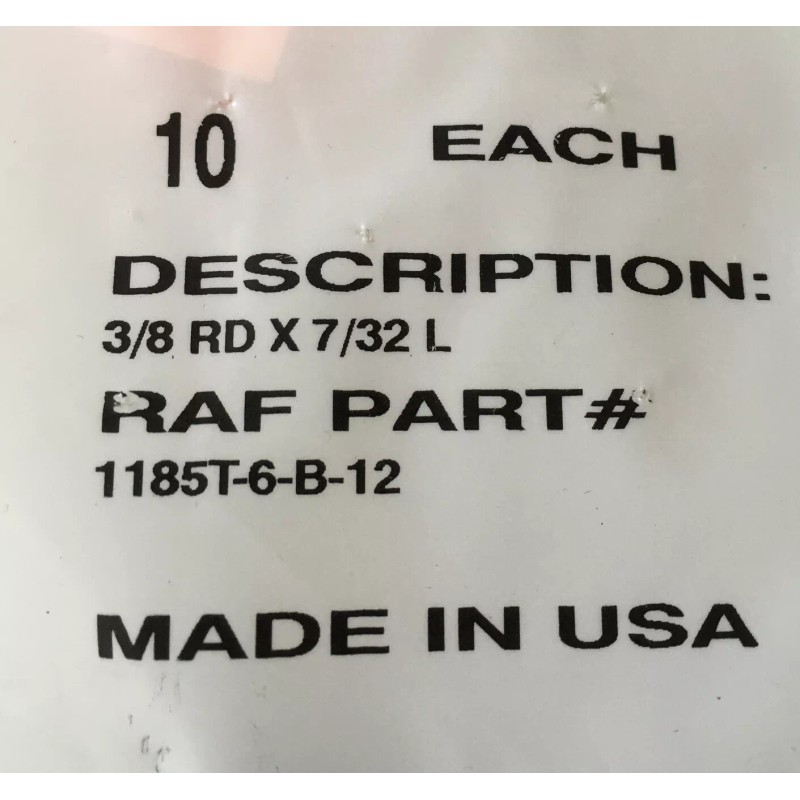 10 EACH
DESCRIPTION:
3/8 RD X 7/32 L
RAF PART#
1185T-6-B-12
MADE IN USA